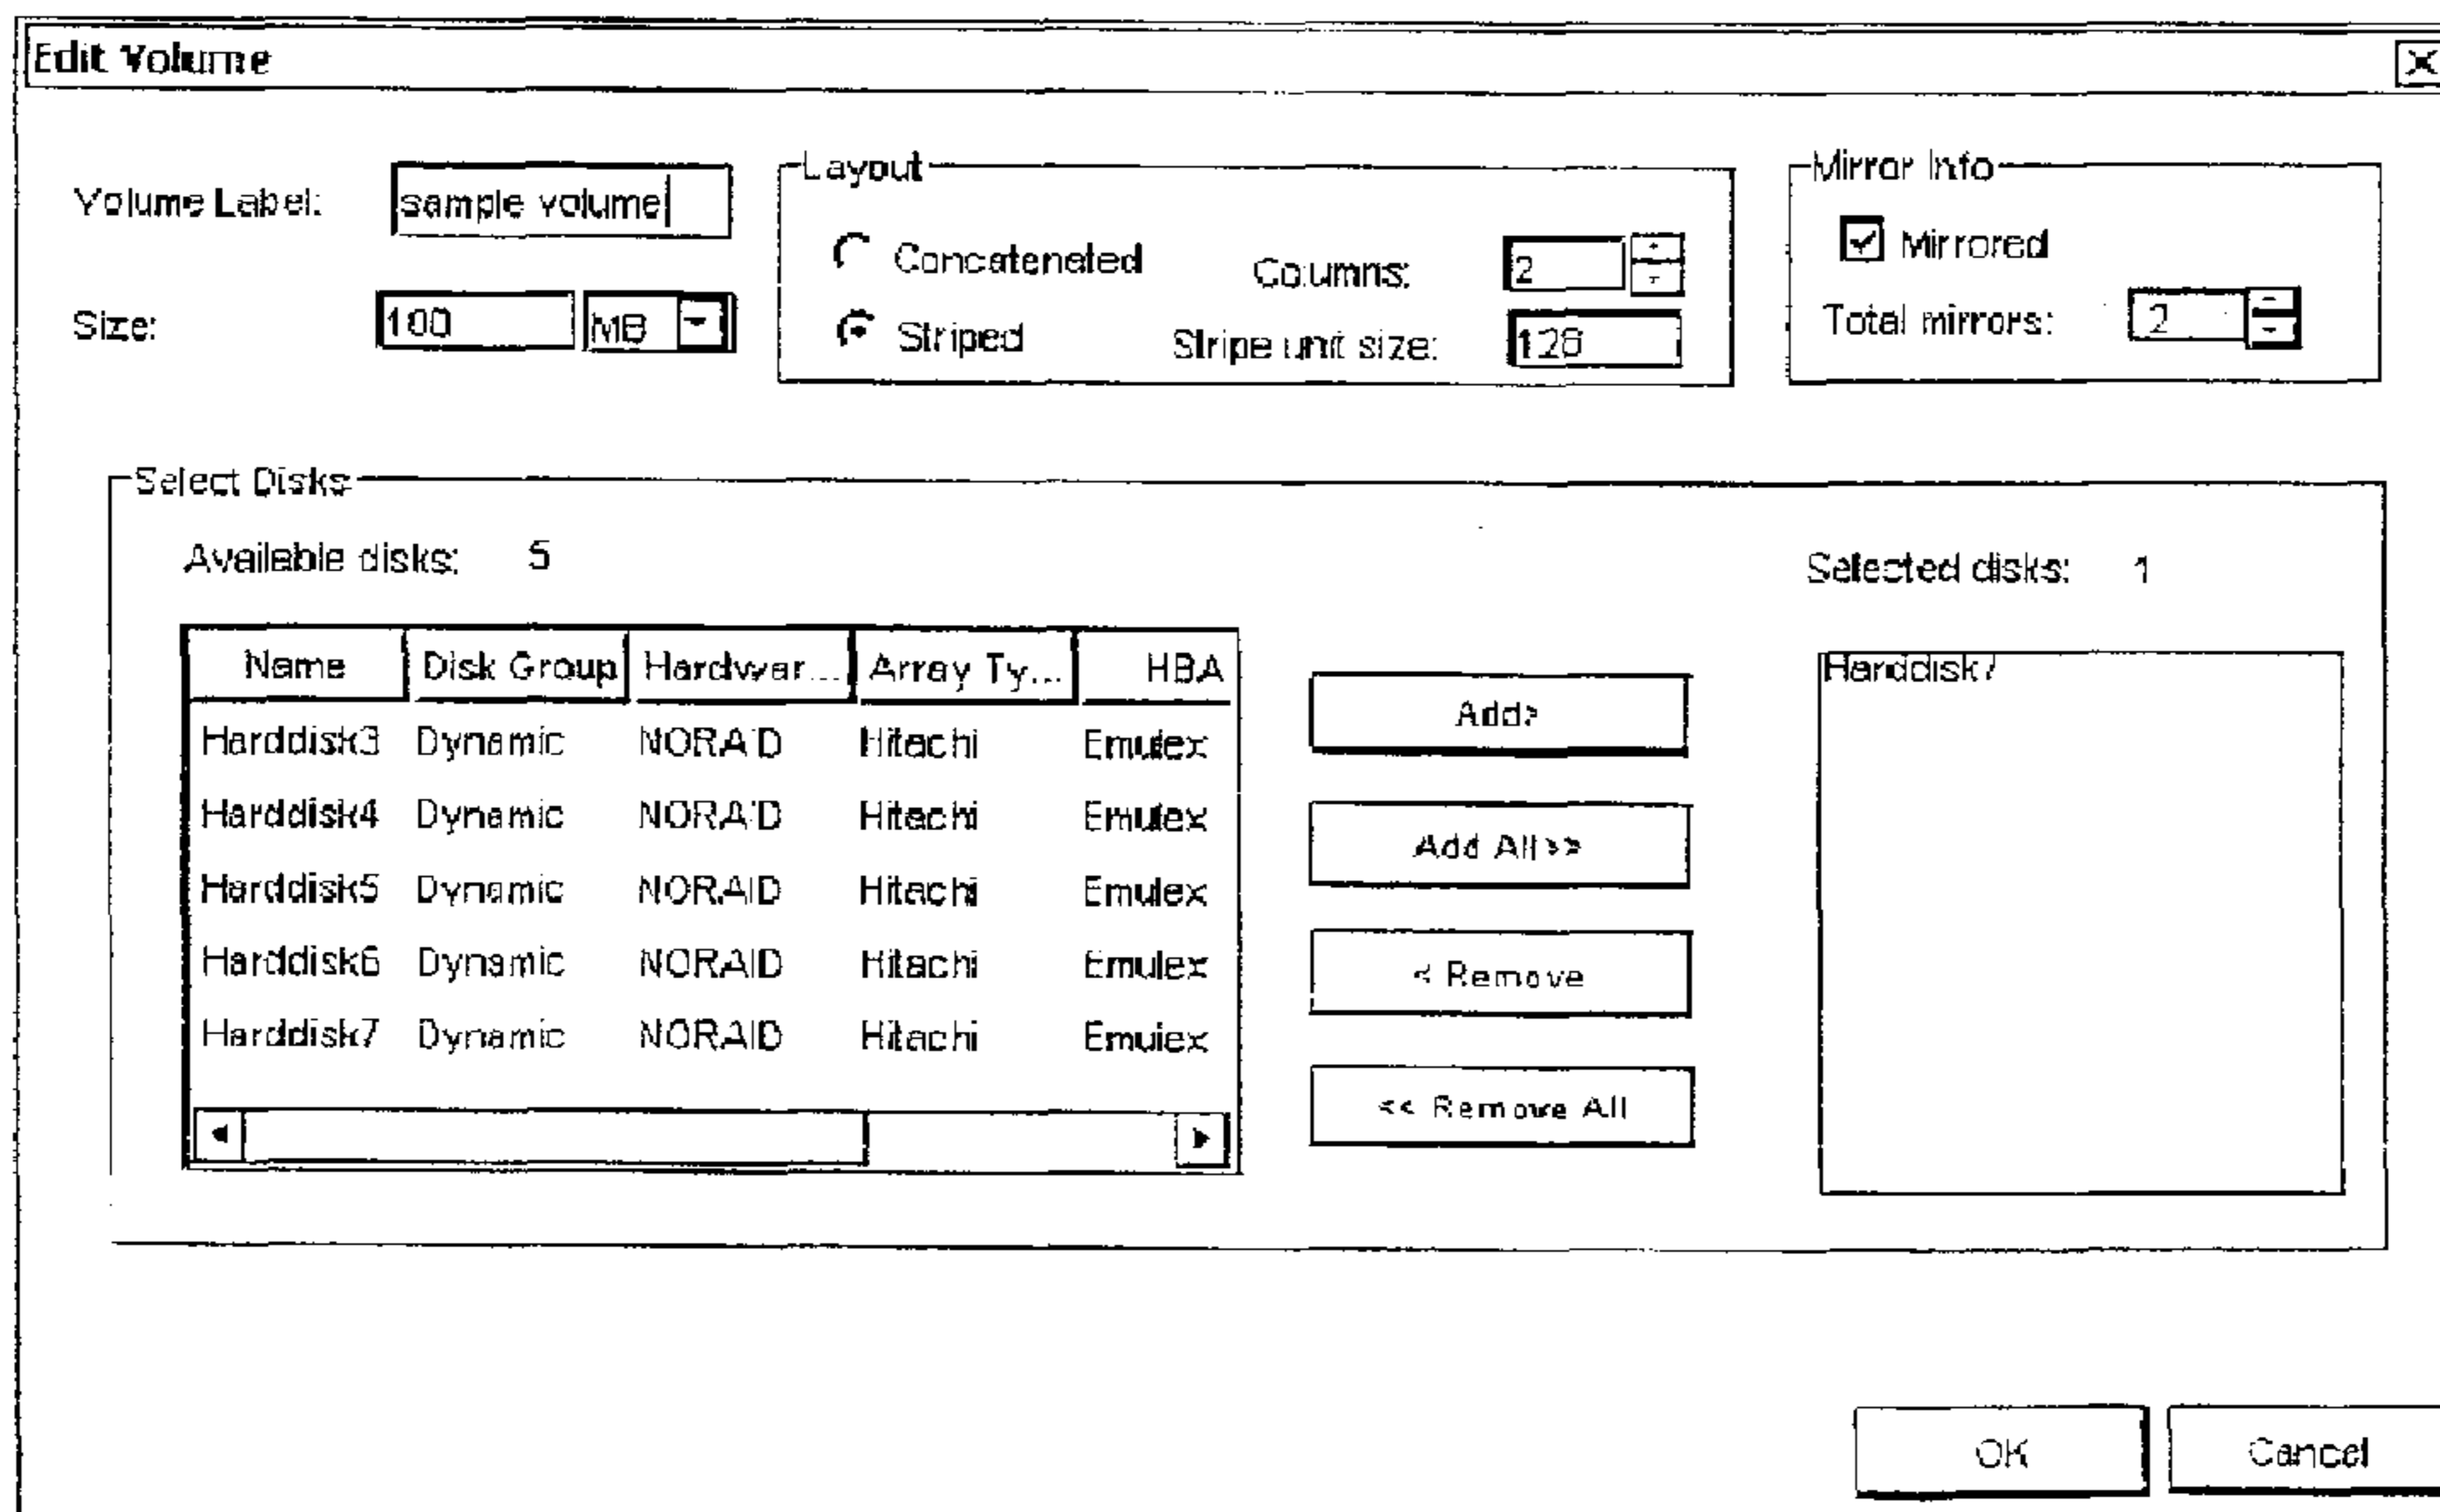 Edit Volume
Volume Label: sample volume
Size: 100 MB
Layout
Concatenated Columns: 2
Striped Stripe unit size: 128
Mirror Info
Mirrored
Total mirrors: 2
Select Disks
Available disks: 5
Name Disk Group Hardwar... Array Ty... HBA
Harddisk3 Dynamic NORAID Hitachi Emulex
Harddisk4 Dynamic NORAID Hitachi Emulex
Harddisk5 Dynamic NORAID Hitachi Emulex
Harddisk6 Dynamic NORAID Hitachi Emulex
Harddisk7 Dynamic NORAID Hitachi Emulex
Add>
Add All>>
< Remove
<< Remove All
Selected disks: 1
Harddisk7
OK Cancel